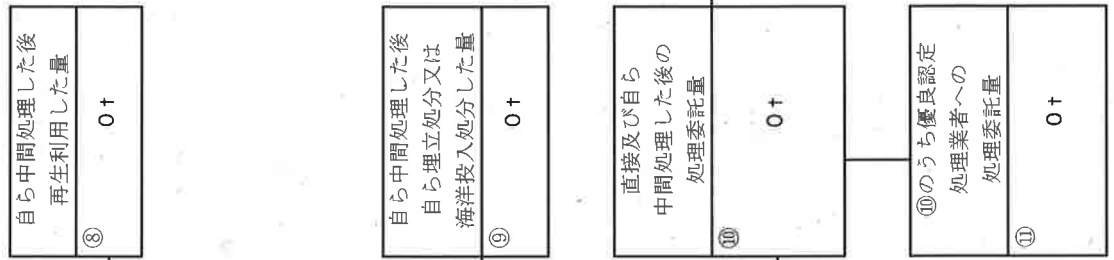 自ら中間処理した後
再生利用した量
⑧
0 t
自ら中間処理した後
自ら埋立処分又は
海洋投入処分した量
⑨
0 t
直接及び自ら
中間処理した後の
処理委託量
⑩
0 t
⑩のうち優良認定
処理業者への
処理委託量
⑪
0 t